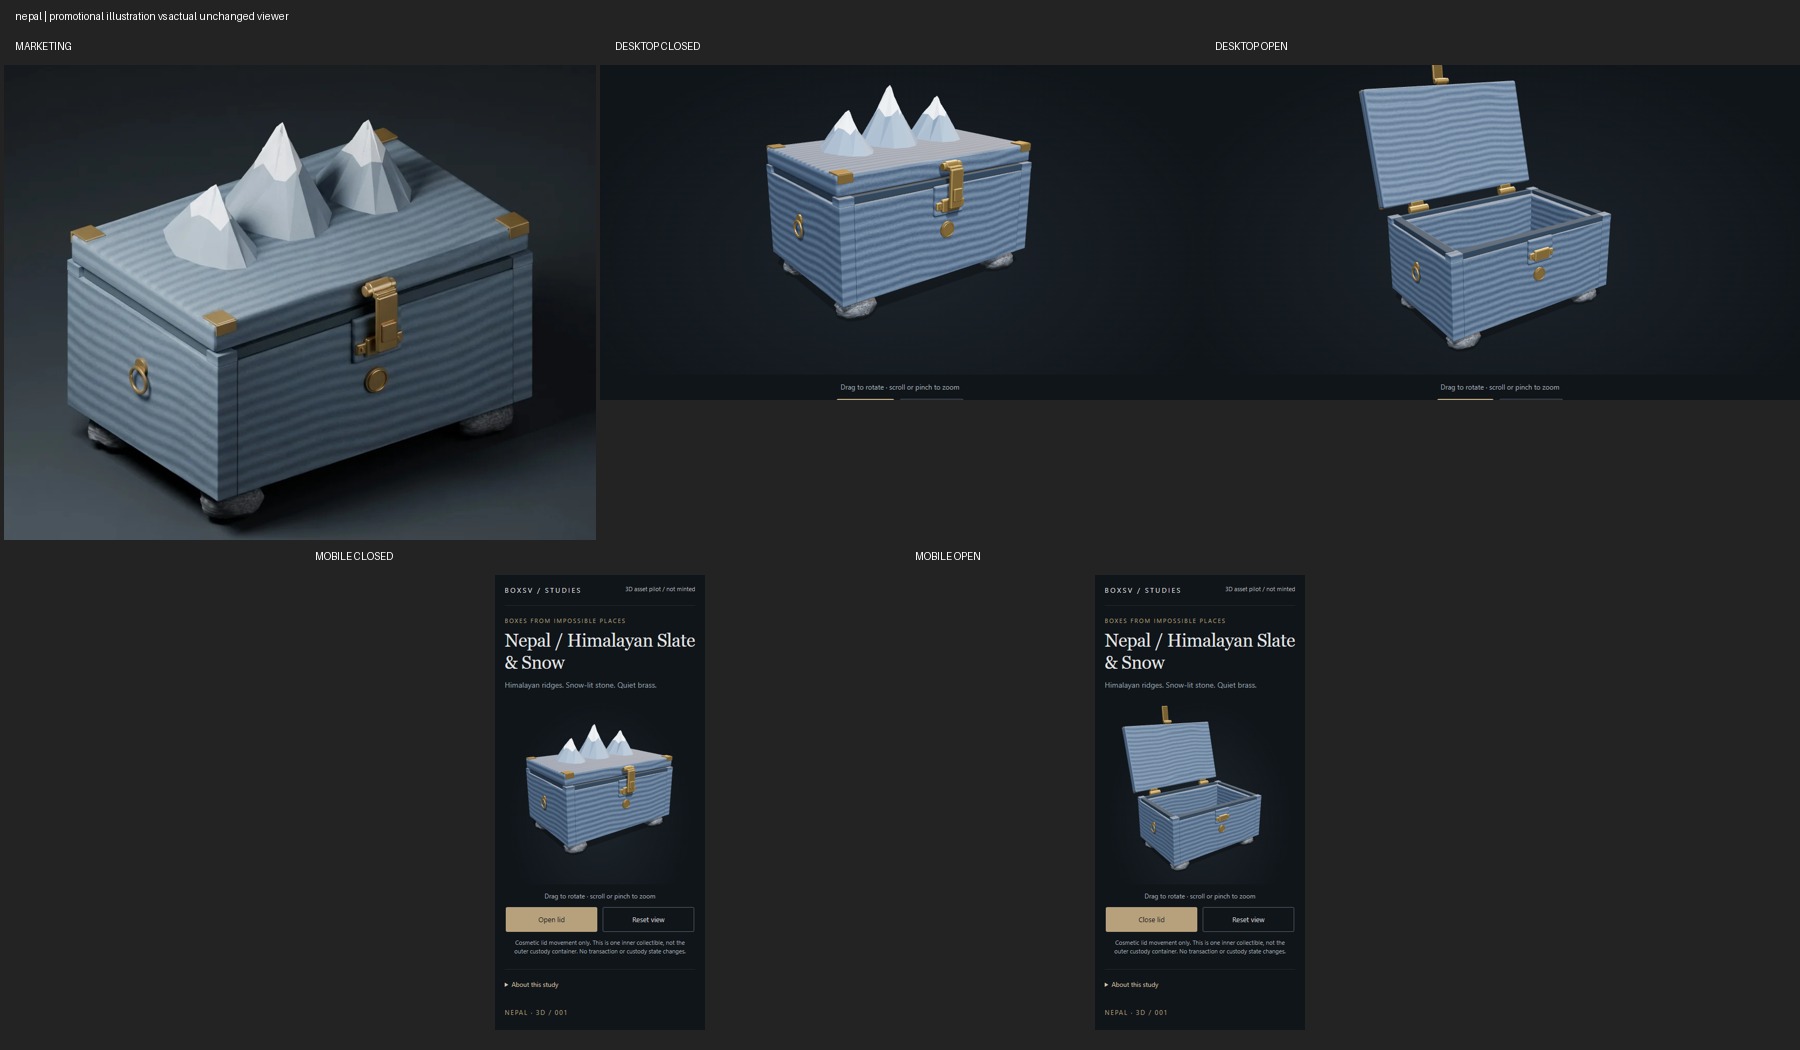 nepal | promotional illustration vs actual unchanged viewer
MARKETING
DESKTOP CLOSED
DESKTOP OPEN
Drag to rotate · scroll or pinch to zoom
Drag to rotate · scroll or pinch to zoom
MOBILE CLOSED
MOBILE OPEN
BOXSV / STUDIES
3D asset pilot / not minted
BOXES FROM IMPOSSIBLE PLACES
Nepal / Himalayan Slate
& Snow
Himalayan ridges. Snow-lit stone. Quiet brass.
Drag to rotate · scroll or pinch to zoom
Open lid
Reset view
Cosmetic lid movement only. This is one inner collectible, not the
outer custody container. No transaction or custody state changes.
▶ About this study
NEPAL · 3D / 001
BOXSV / STUDIES
3D asset pilot / not minted
BOXES FROM IMPOSSIBLE PLACES
Nepal / Himalayan Slate
& Snow
Himalayan ridges. Snow-lit stone. Quiet brass.
Drag to rotate · scroll or pinch to zoom
Close lid
Reset view
Cosmetic lid movement only. This is one inner collectible, not the
outer custody container. No transaction or custody state changes.
▶ About this study
NEPAL · 3D / 001